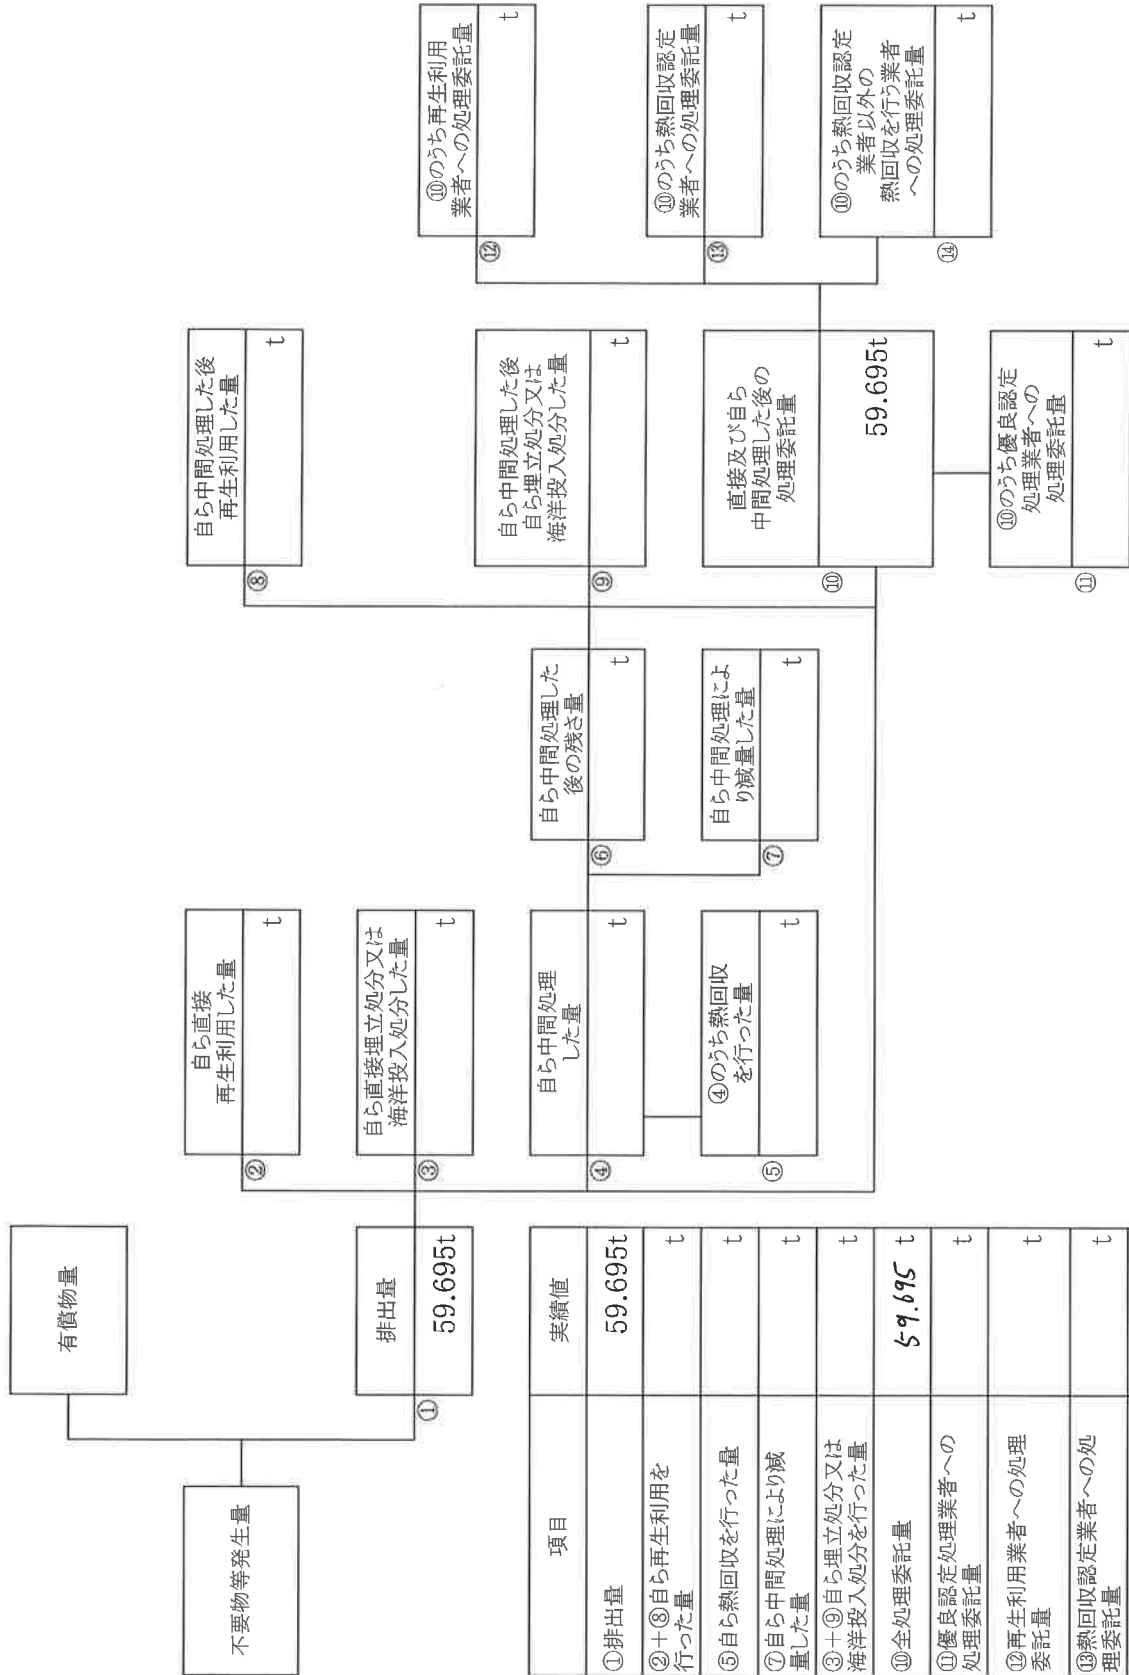 不要物等発生量
有償物量
①
排出量
59.695t
②
自ら直接
再生利用した量
t
③
自ら直接埋立処分又は
海洋投入処分した量
t
④
自ら中間処理
した量
t
⑤
④のうち熱回収
を行った量
t
⑥
自ら中間処理した
後の残さ量
t
⑦
自ら中間処理によ
り減量した量
t
⑧
自ら中間処理した後
再生利用した量
t
⑨
自ら中間処理した後
自ら埋立処分又は
海洋投入処分した量
t
⑩
直接及び自ら
中間処理した後の
処理委託量
59.695t
⑪
⑩のうち優良認定
処理業者への
処理委託量
t
⑫
⑩のうち再生利用
業者への処理委託量
t
⑬
⑩のうち熱回収認定
業者への処理委託量
t
⑭
⑩のうち熱回収認定
業者以外の
熱回収を行う業者
への処理委託量
t
項目 実績値
①排出量 59.695t
②+⑧自ら再生利用を
行った量 t
⑤自ら熱回収を行った量 t
⑦自ら中間処理により減
量した量 t
③+⑨自ら埋立処分又は
海洋投入処分を行った量 t
⑩全処理委託量 59.695 t
⑪優良認定処理業者への
処理委託量 t
⑫再生利用業者への処理
委託量 t
⑬熱回収認定業者への処
理委託量 t